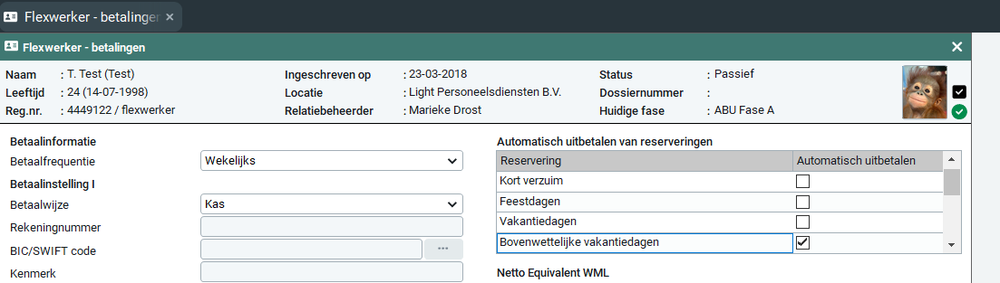 Flexwerker - betalingen
Flexwerker - betalingen
Naam : T. Test (Test) Ingeschreven op : 23-03-2018 Status : Passief
Leeftijd : 24 (14-07-1998) Locatie : Light Personeelsdiensten B.V. Dossiernummer :
Reg.nr. : 4449122 / flexwerker Relatiebeheerder : Marieke Drost Huidige fase : ABU Fase A
Betaalinformatie
Betaalfrequentie Wekelijks
Betaalinstelling I
Betaalwijze Kas
Rekeningnummer
BIC/SWIFT code ...
Kenmerk
Automatisch uitbetalen van reserveringen
Reservering Automatisch uitbetalen
Kort verzuim
Feestdagen
Vakantiedagen
Bovenwettelijke vakantiedagen
Netto Equivalent WML